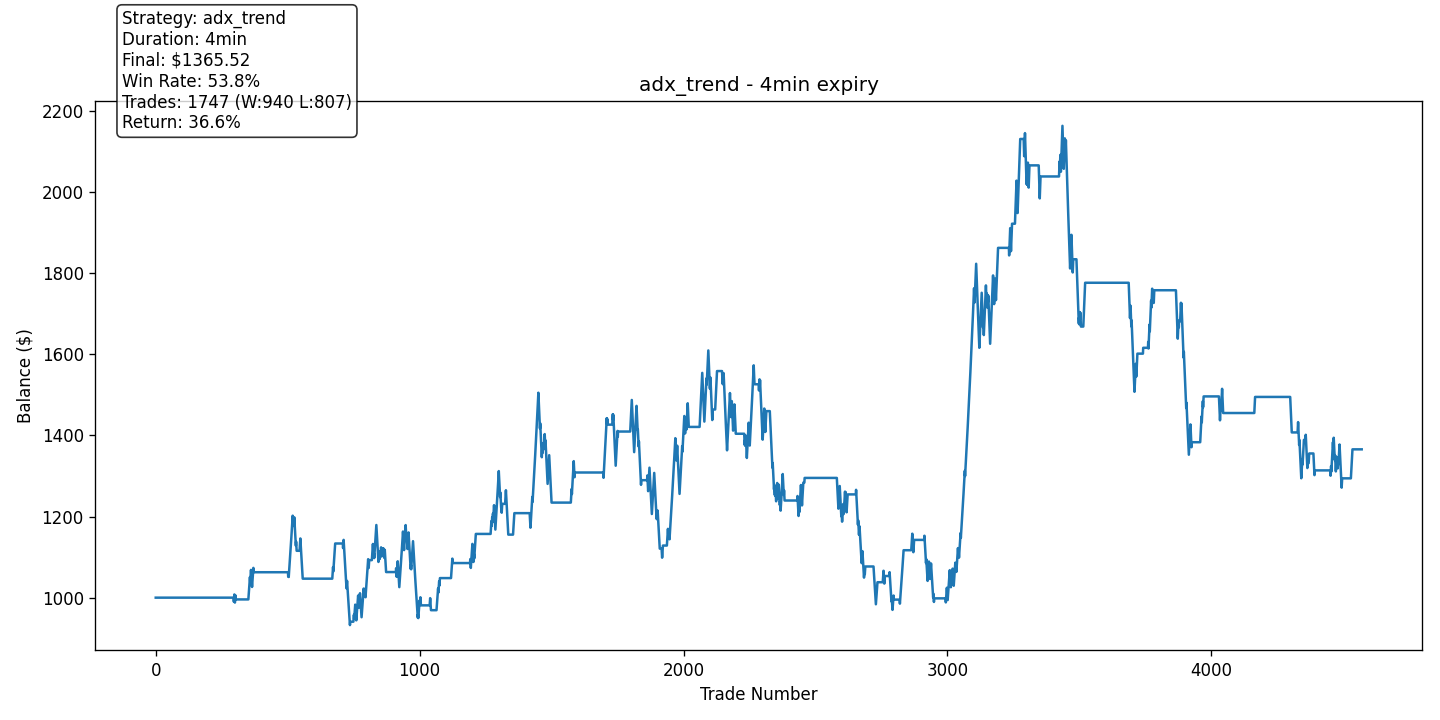 Strategy: adx_trend
Duration: 4min
Final: $1365.52
Win Rate: 53.8%
Trades: 1747 (W:940 L:807)
Return: 36.6%
adx_trend - 4min expiry
2200
2000
1800
1600
1400
1200
1000
Balance ($)
0
1000
2000
3000
4000
Trade Number